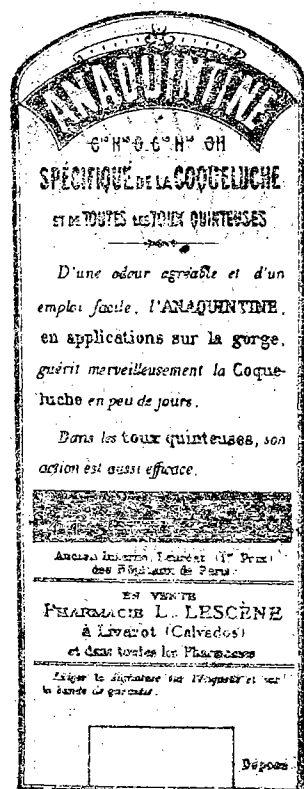 ANAQUINTINE
SPÉCIFIQUE DE LA COQUELUCHE
ET DE TOUTES LES TOUX QUINTEUSES
D'une odeur agréable et d'un
emploi facile, l'ANAQUINTINE,
en applications sur la gorge,
guérit merveilleusement la Coque-
luche en peu de jours.
Dans les toux quinteuses, son
action est aussi efficace.
Ancien Interne, Lauréat (1er Prix)
des Hôpitaux de Paris
EN VENTE
PHARMACIE L. LESCÈNE
à Livarot (Calvados)
et dans toutes les Pharmacies
Exiger la signature sur l'étiquette et sur
la bande de garantie.
Déposé